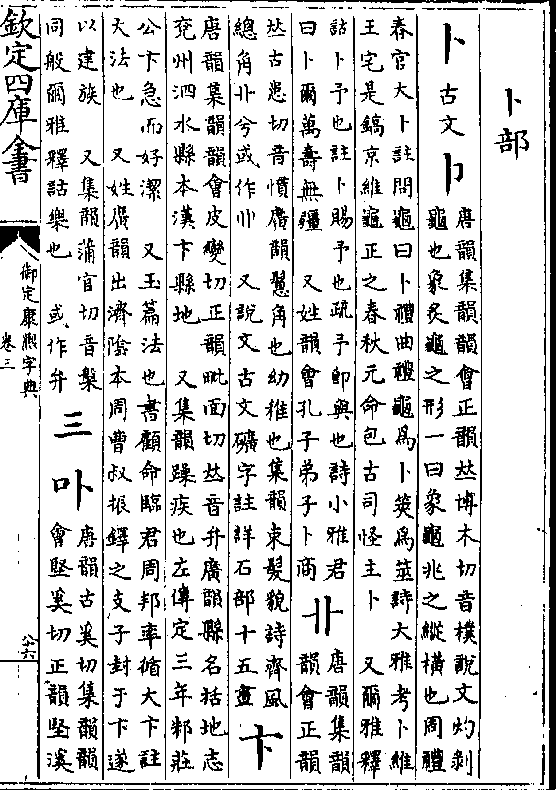 卜部
卜 古文卜
唐韻集韻韻會正韻𠀤博木切音樸說文灼剝
龜也象炙龜之形一曰象龜兆之縱橫也周禮
春官大卜註問龜曰卜禮曲禮龜為卜筴為筮詩大雅考卜維
王宅是鎬京維龜正之春秋元命包古司怪主卜　又爾雅釋
詁卜予也註卜賜予也疏予卽與也詩小雅君
曰卜爾萬壽無疆　又姓韻會孔子弟子卜商
卝
唐韻集韻
韻會正韻
𠀤古患切音慣廣韻鬌角也幼稚也集韻束髮貌詩齊風
總角卝兮或作丱　又說文古文礦字註詳石部十五畫
卞
唐韻集韻韻會皮變切正韻毗面切𠀤音弁廣韻縣名括地志
兗州泗水縣本漢卞縣地　又集韻躁疾也左傳定三年邾莊
公卞急而好潔　又玉篇法也書顧命臨君周邦率循大卞註
大法也　又姓廣韻出濟陰本周曹叔振鐸之支子封于卞遂
以建族　又集韻蒲官切音槃
同般爾雅釋詁樂也　或作弁
三 卟
唐韻古奚切集韻韻
會堅奚切正韻堅溪
欽定四庫全書
御定康熙字典
卷三
八六